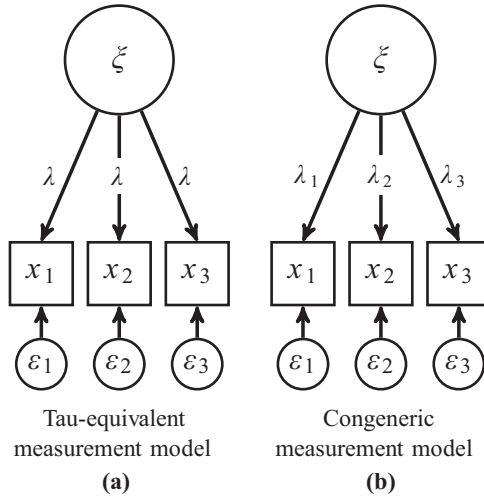 ξ
λ λ λ
x1 x2 x3
ε1 ε2 ε3
Tau-equivalent
measurement model
(a)
ξ
λ1 λ2 λ3
x1 x2 x3
ε1 ε2 ε3
Congeneric
measurement model
(b)